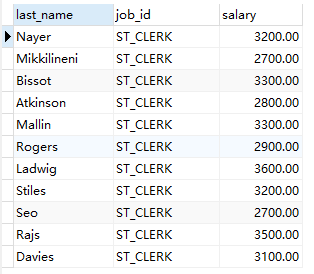 last_name job_id salary
Nayer ST_CLERK 3200.00
Mikkilineni ST_CLERK 2700.00
Bissot ST_CLERK 3300.00
Atkinson ST_CLERK 2800.00
Mallin ST_CLERK 3300.00
Rogers ST_CLERK 2900.00
Ladwig ST_CLERK 3600.00
Stiles ST_CLERK 3200.00
Seo ST_CLERK 2700.00
Rajs ST_CLERK 3500.00
Davies ST_CLERK 3100.00